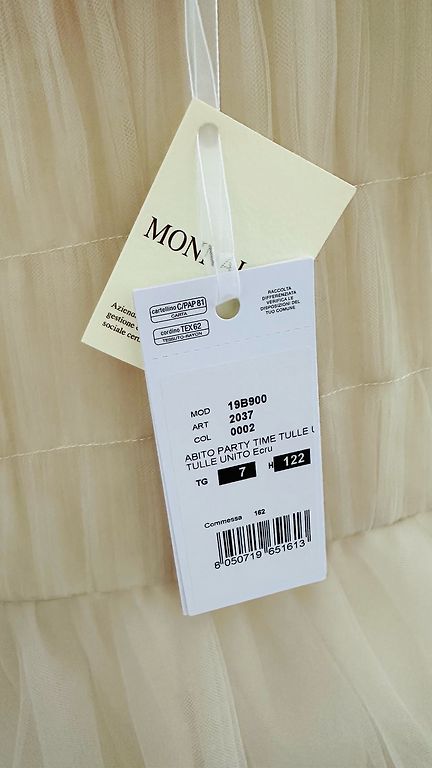 MONNAL
Azienda
gestione
sociale cert
cartellino C/PAP 81
CARTA
cordino TEX 62
TESSUTO-RAYON
RACCOLTA
DIFFERENZIATA
VERIFICA LE
DISPOSIZIONI DEL
TUO COMUNE
MOD 19B900
ART 2037
COL 0002
ABITO PARTY TIME TULLE U
TULLE UNITO Ecru
TG 7 H 122
Commessa 162
8 050719 651613